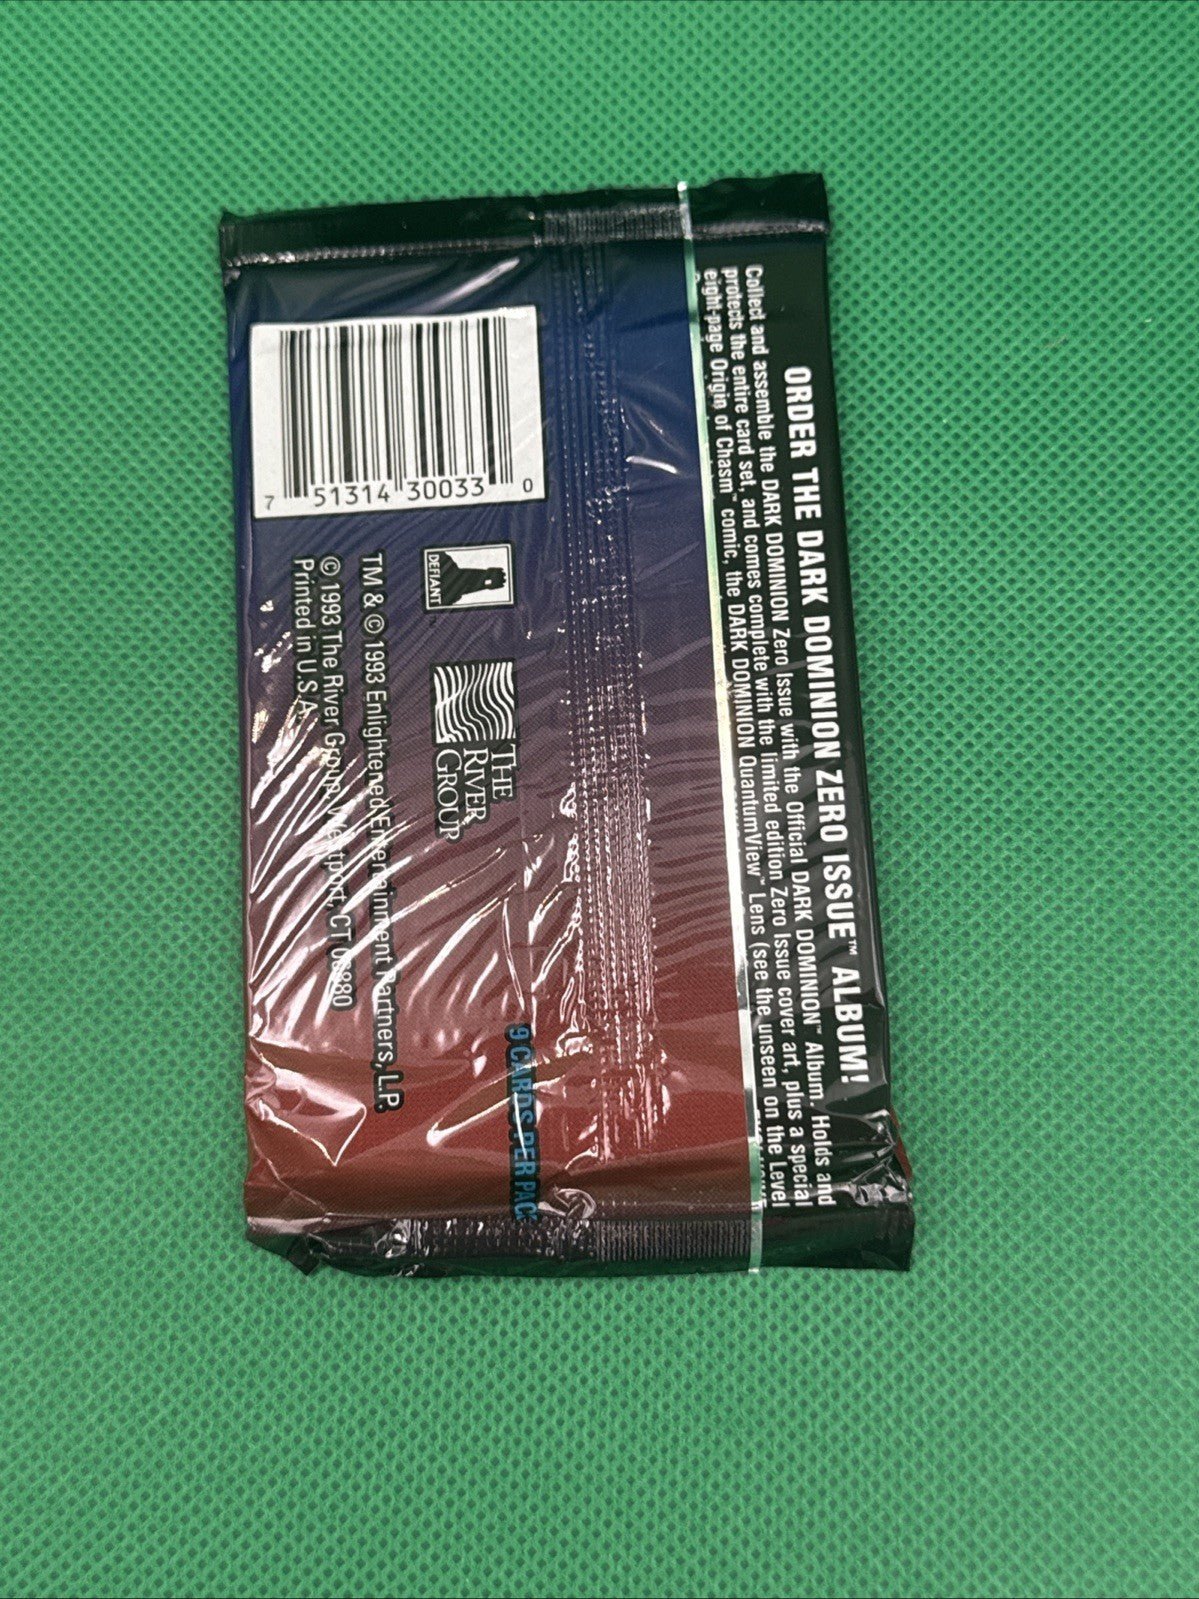 ORDER THE DARK DOMINION ZERO ISSUE™ ALBUM!
Collect and assemble the DARK DOMINION Zero Issue with the Official DARK DOMINION™ Album. Holds and
protects the entire card set, and comes complete with the limited edition Zero Issue cover art, plus a special
eight-page Origin of Chasm™ comic, the DARK DOMINION QuantumView™ Lens (see the unseen on the Level
9 CARDS PER PACK
THE
RIVER
GROUP
DEFIANT
TM & © 1993 Enlightened Entertainment Partners, L.P.
© 1993 The River Group, Westport, CT 06880
Printed in U.S.A.
7 51314 30033 0